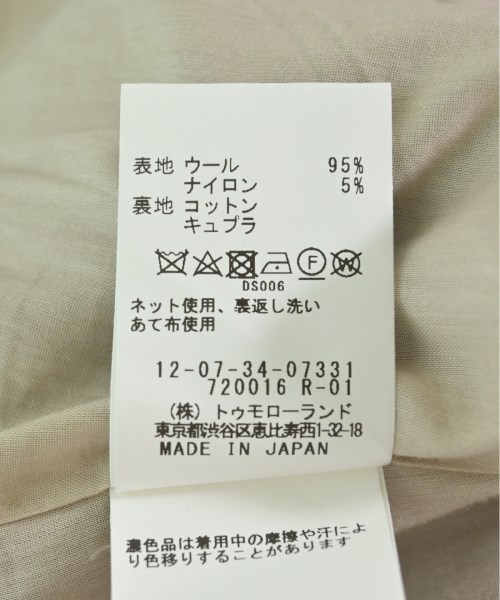 表地 ウール 95%
ナイロン 5%
裏地 コットン
キュプラ
F W
DS006
ネット使用、裏返し洗い
あて布使用
12-07-34-07331
720016 R-01
(株) トゥモローランド
東京都渋谷区恵比寿西1-32-18
MADE IN JAPAN
濃色品は着用中の摩擦や汗によ
り色移りすることがあります